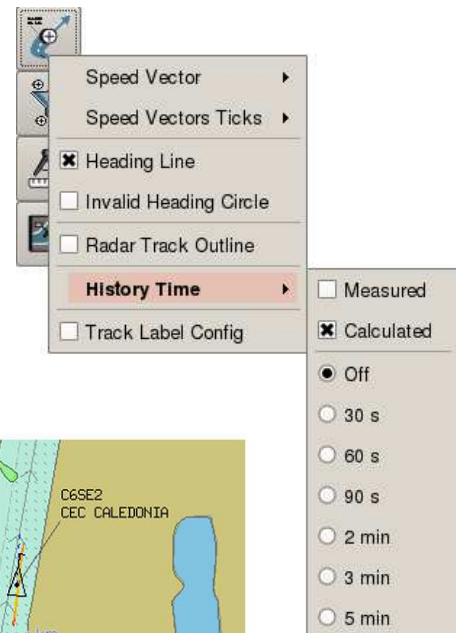 Speed Vector
Speed Vectors Ticks
Heading Line
Invalid Heading Circle
Radar Track Outline
History Time
Track Label Config
Measured
Calculated
Off
30 s
60 s
90 s
2 min
3 min
5 min
C6SE2
CEC CALEDONIA